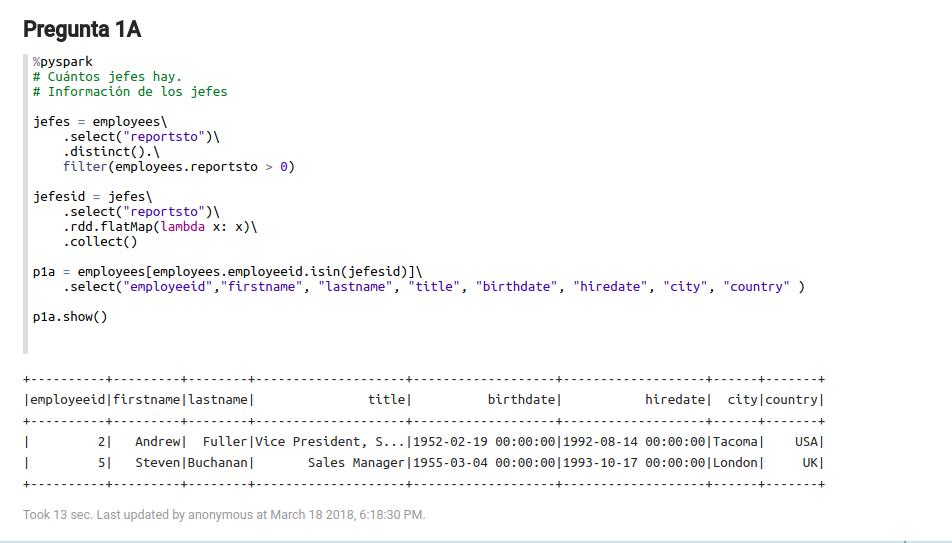 Pregunta 1A
%pyspark
# Cuántos jefes hay.
# Información de los jefes
jefes = employees\
    .select("reportsto")\
    .distinct().\
    filter(employees.reportsto > 0)
jefesid = jefes\
    .select("reportsto")\
    .rdd.flatMap(lambda x: x)\
    .collect()
p1a = employees[employees.employeeid.isin(jefesid)]\
    .select("employeeid","firstname", "lastname", "title", "birthdate", "hiredate", "city", "country" )
p1a.show()
+----------+---------+--------+--------------------+-------------------+-------------------+------+-------+
|employeeid|firstname|lastname|               title|          birthdate|           hiredate|  city|country|
+----------+---------+--------+--------------------+-------------------+-------------------+------+-------+
|         2|   Andrew|  Fuller|Vice President, S...|1952-02-19 00:00:00|1992-08-14 00:00:00|Tacoma|    USA|
|         5|   Steven|Buchanan|       Sales Manager|1955-03-04 00:00:00|1993-10-17 00:00:00|London|     UK|
+----------+---------+--------+--------------------+-------------------+-------------------+------+-------+
Took 13 sec. Last updated by anonymous at March 18 2018, 6:18:30 PM.